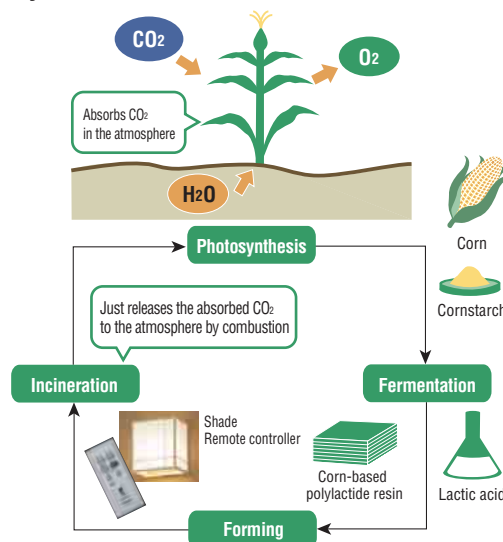 CO2
O2
Absorbs CO2
in the atmosphere
H2O
Corn
Photosynthesis
Cornstarch
Just releases the absorbed CO2
to the atmosphere by combustion
Incineration
Fermentation
Shade
Remote controller
Corn-based
polylactide resin
Lactic acid
Forming